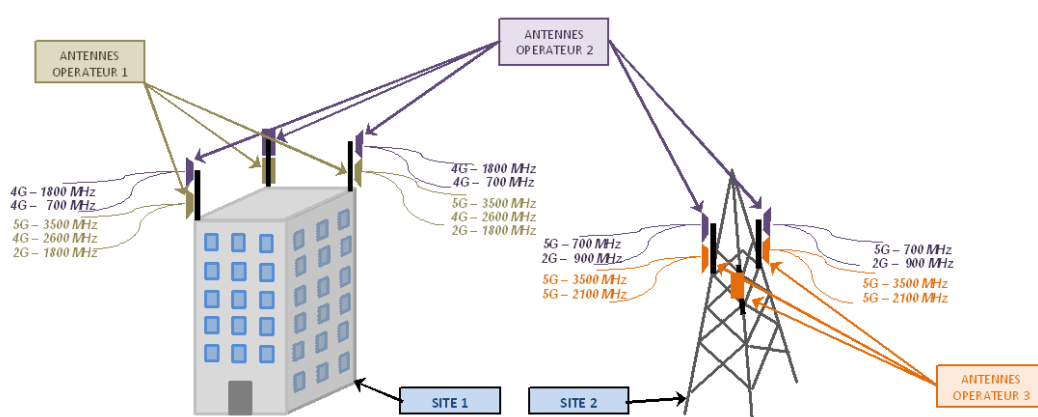 ANTENNES
OPERATEUR 1
ANTENNES
OPERATEUR 2
4G – 1800 MHz
4G – 700 MHz
5G – 3500 MHz
4G – 2600 MHz
2G – 1800 MHz
4G – 1800 MHz
4G – 700 MHz
5G – 3500 MHz
4G – 2600 MHz
2G – 1800 MHz
5G – 700 MHz
2G – 900 MHz
5G – 3500 MHz
5G – 2100 MHz
5G – 700 MHz
2G – 900 MHz
5G – 3500 MHz
5G – 2100 MHz
SITE 1
SITE 2
ANTENNES
OPERATEUR 3